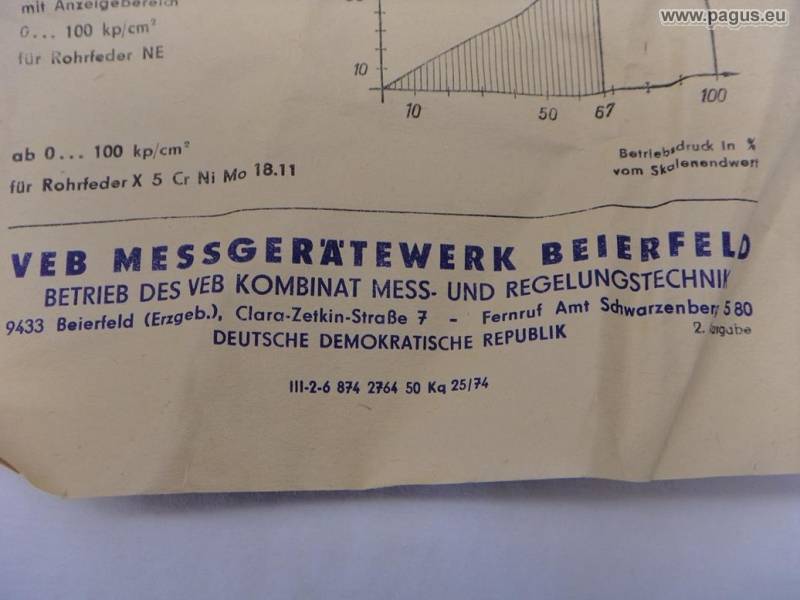 www.pagus.eu
mit Anzeigebereich
0... 100 kp/cm²
für Rohrfeder NE
10
10
50
67
100
ab 0... 100 kp/cm²
für Rohrfeder X 5 Cr Ni Mo 18.11
Betriebsdruck in %
vom Skalenendwert
VEB MESSGERÄTEWERK BEIERFELD
BETRIEB DES VEB KOMBINAT MESS- UND REGELUNGSTECHNIK
9433 Beierfeld (Erzgeb.), Clara-Zetkin-Straße 7 - Fernruf Amt Schwarzenberg 580
DEUTSCHE DEMOKRATISCHE REPUBLIK
2. Ausgabe
III-2-6 874 2764 50 Kq 25/74